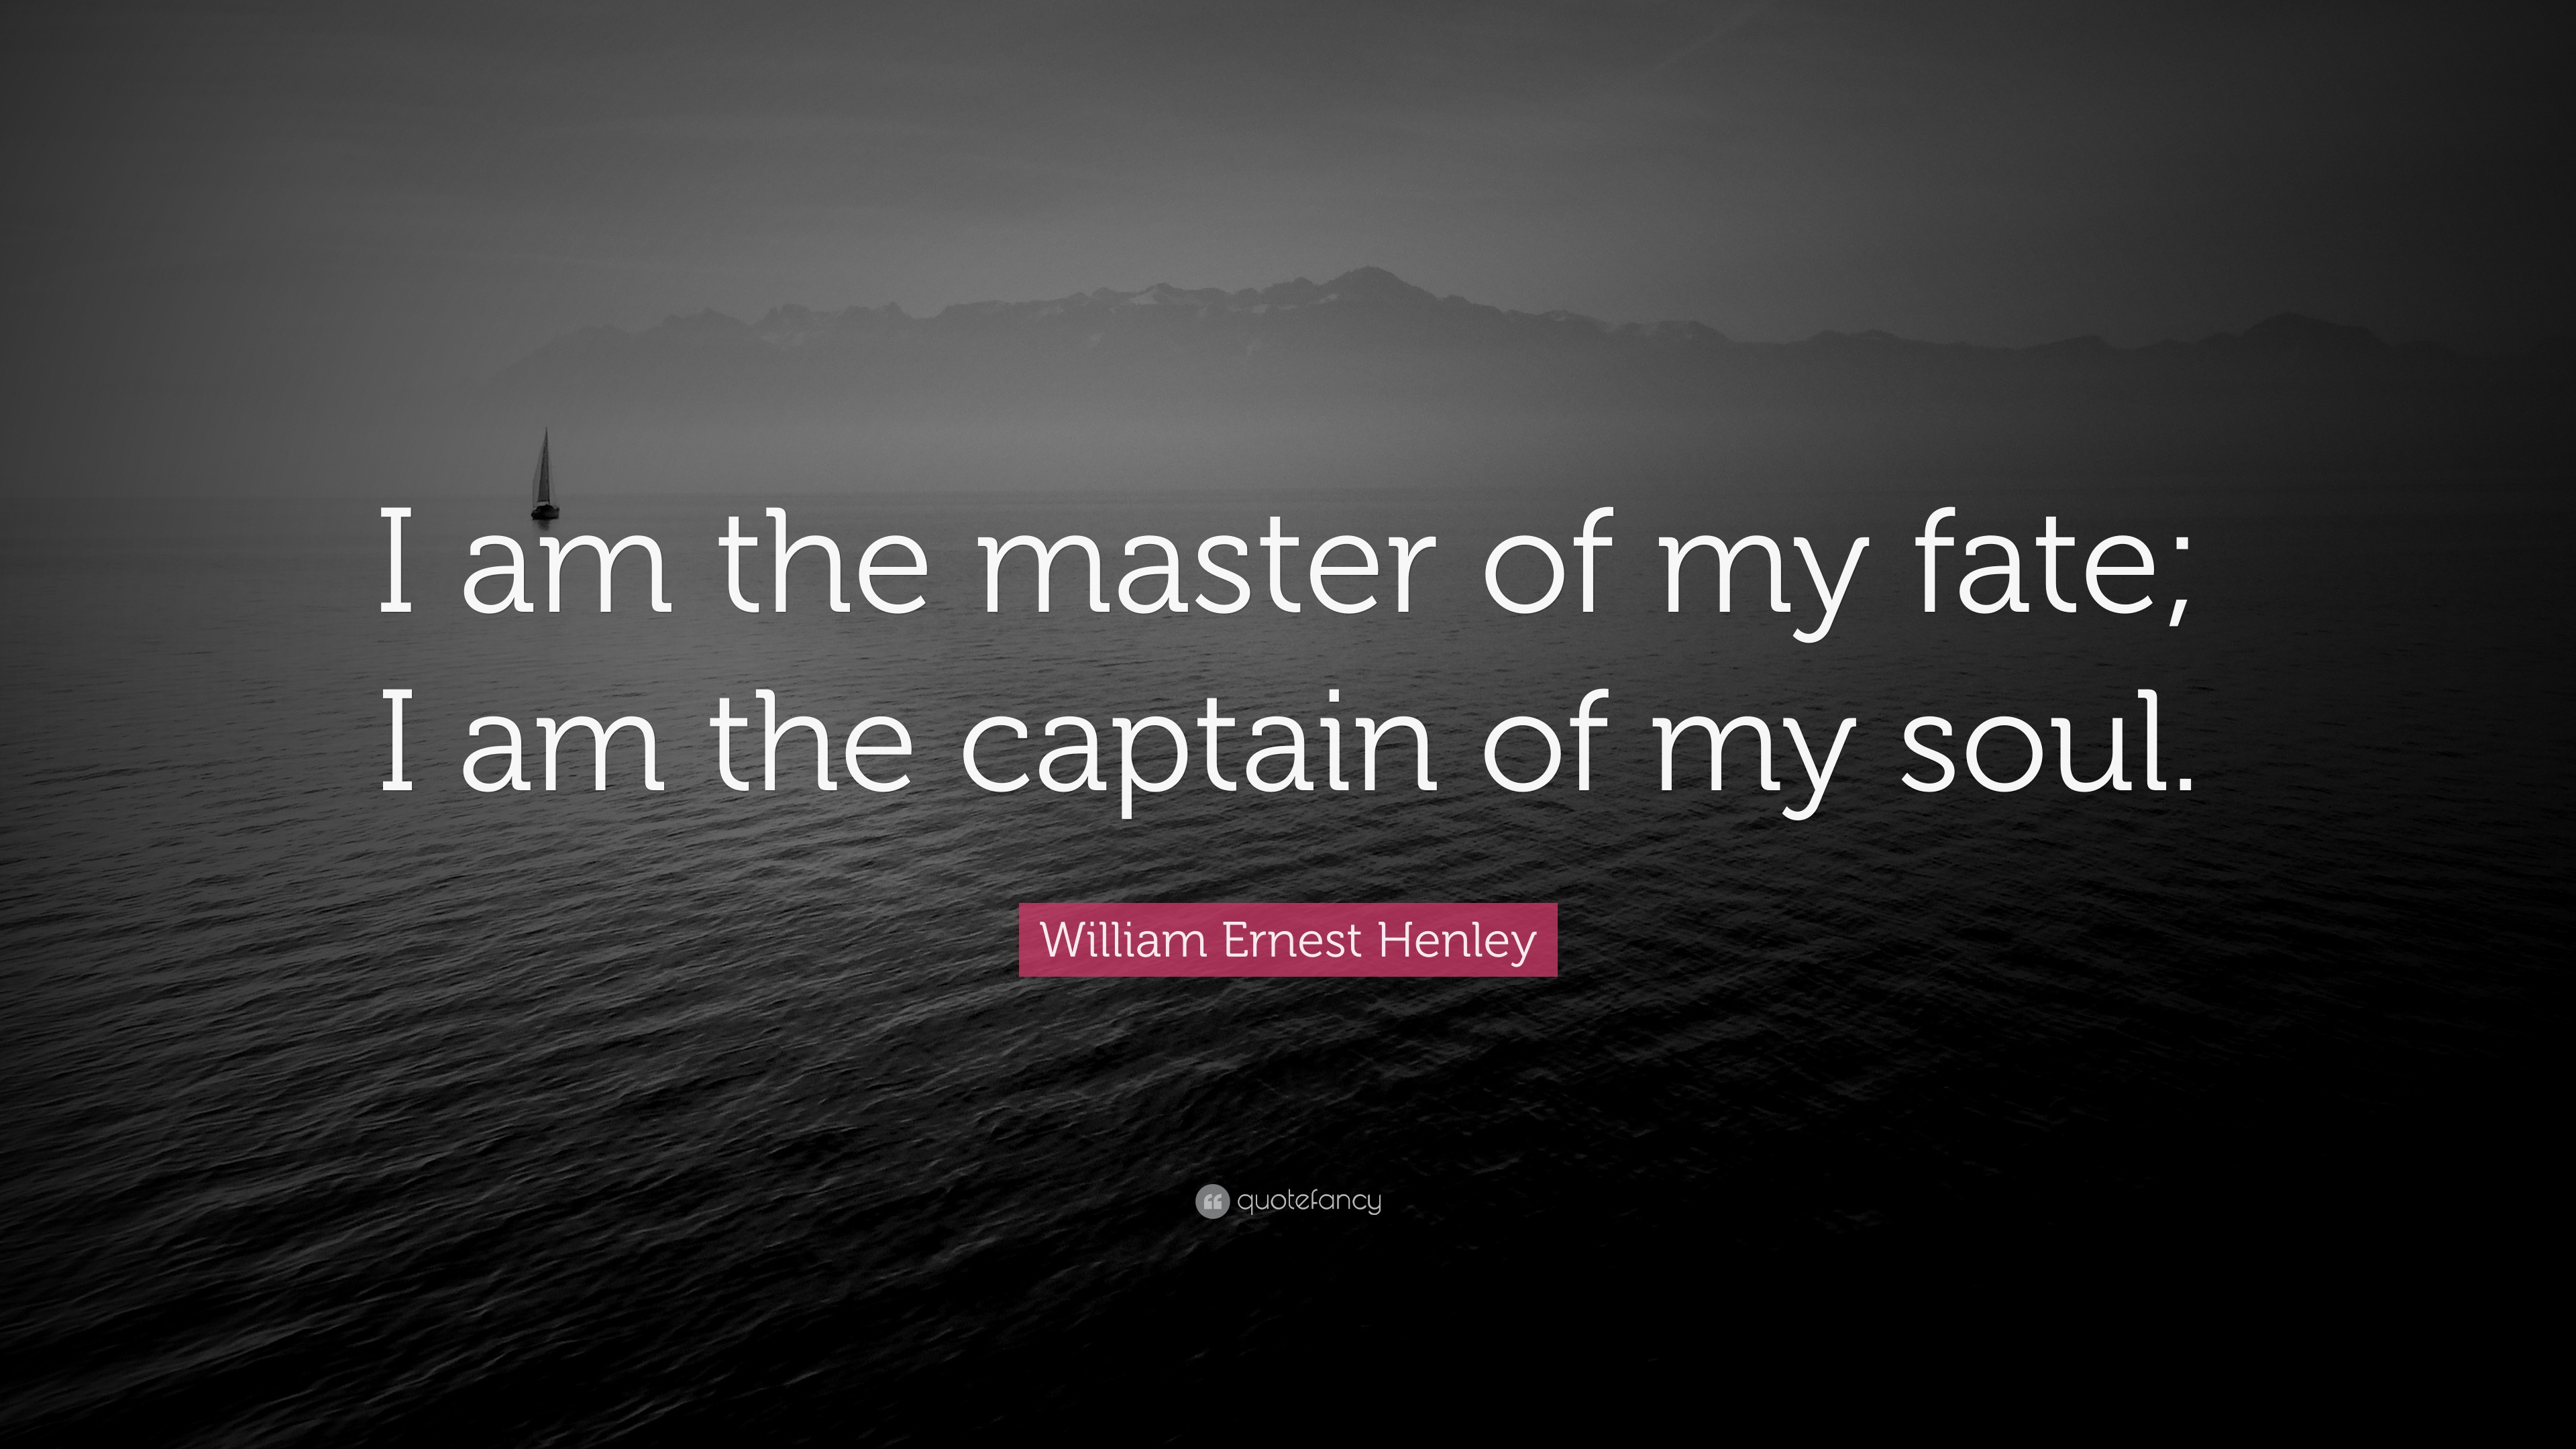 I am the master of my fate;
I am the captain of my soul.
William Ernest Henley
quotefancy